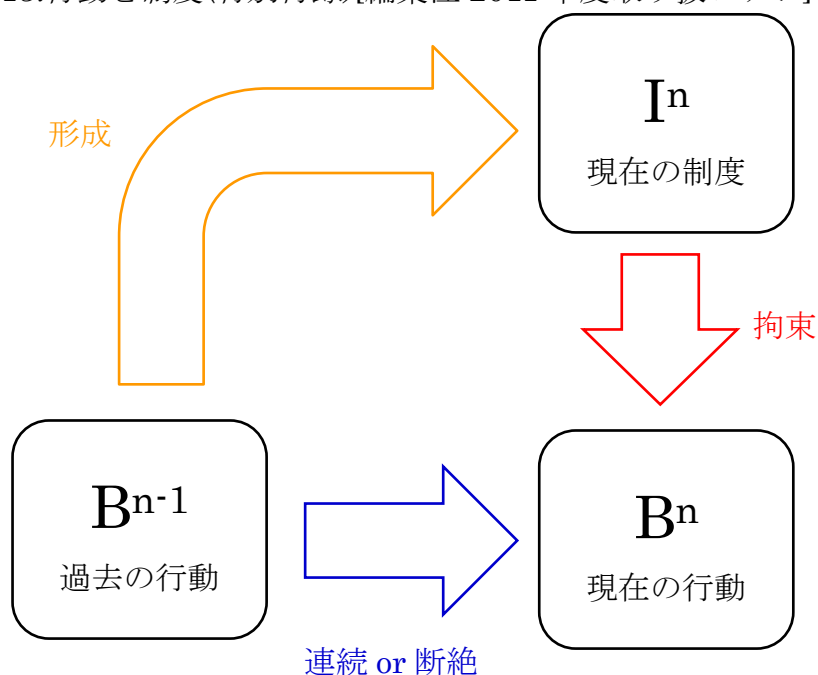 形成
Iⁿ
現在の制度
拘束
Bⁿ⁻¹
過去の行動
Bⁿ
現在の行動
連続 or 断絶